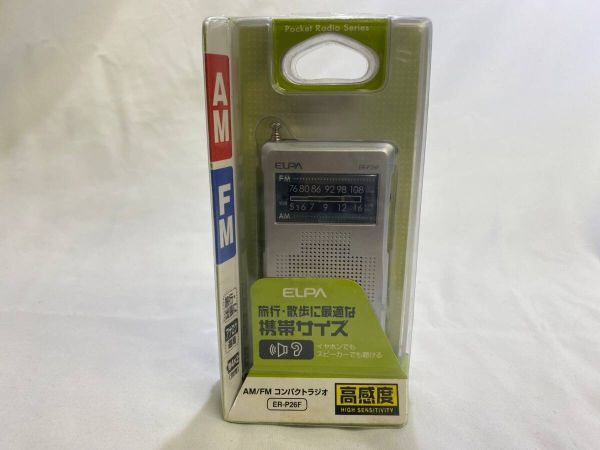 Pocket Radio Series
AM
FM
ELPA
ER-P26F
FM
76 80 86 92 98 108
5 3 6 7 9 12 16
AM
ELPA
旅行・散歩に最適な
携帯サイズ
イヤホンでも
スピーカーでも聴ける
AM/FM コンパクトラジオ
ER-P26F
高感度
HIGH SENSITIVITY